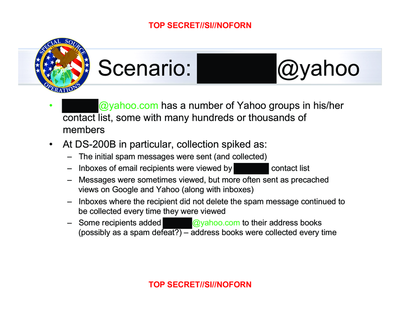 TOP SECRET//SI//NOFORN
SPECIAL SOURCE OPERATIONS
Scenario: @yahoo
• @yahoo.com has a number of Yahoo groups in his/her
contact list, some with many hundreds or thousands of
members
• At DS-200B in particular, collection spiked as:
– The initial spam messages were sent (and collected)
– Inboxes of email recipients were viewed by contact list
– Messages were sometimes viewed, but more often sent as precached
views on Google and Yahoo (along with inboxes)
– Inboxes where the recipient did not delete the spam message continued to
be collected every time they were viewed
– Some recipients added @yahoo.com to their address books
(possibly as a spam defeat?) – address books were collected every time
TOP SECRET//SI//NOFORN